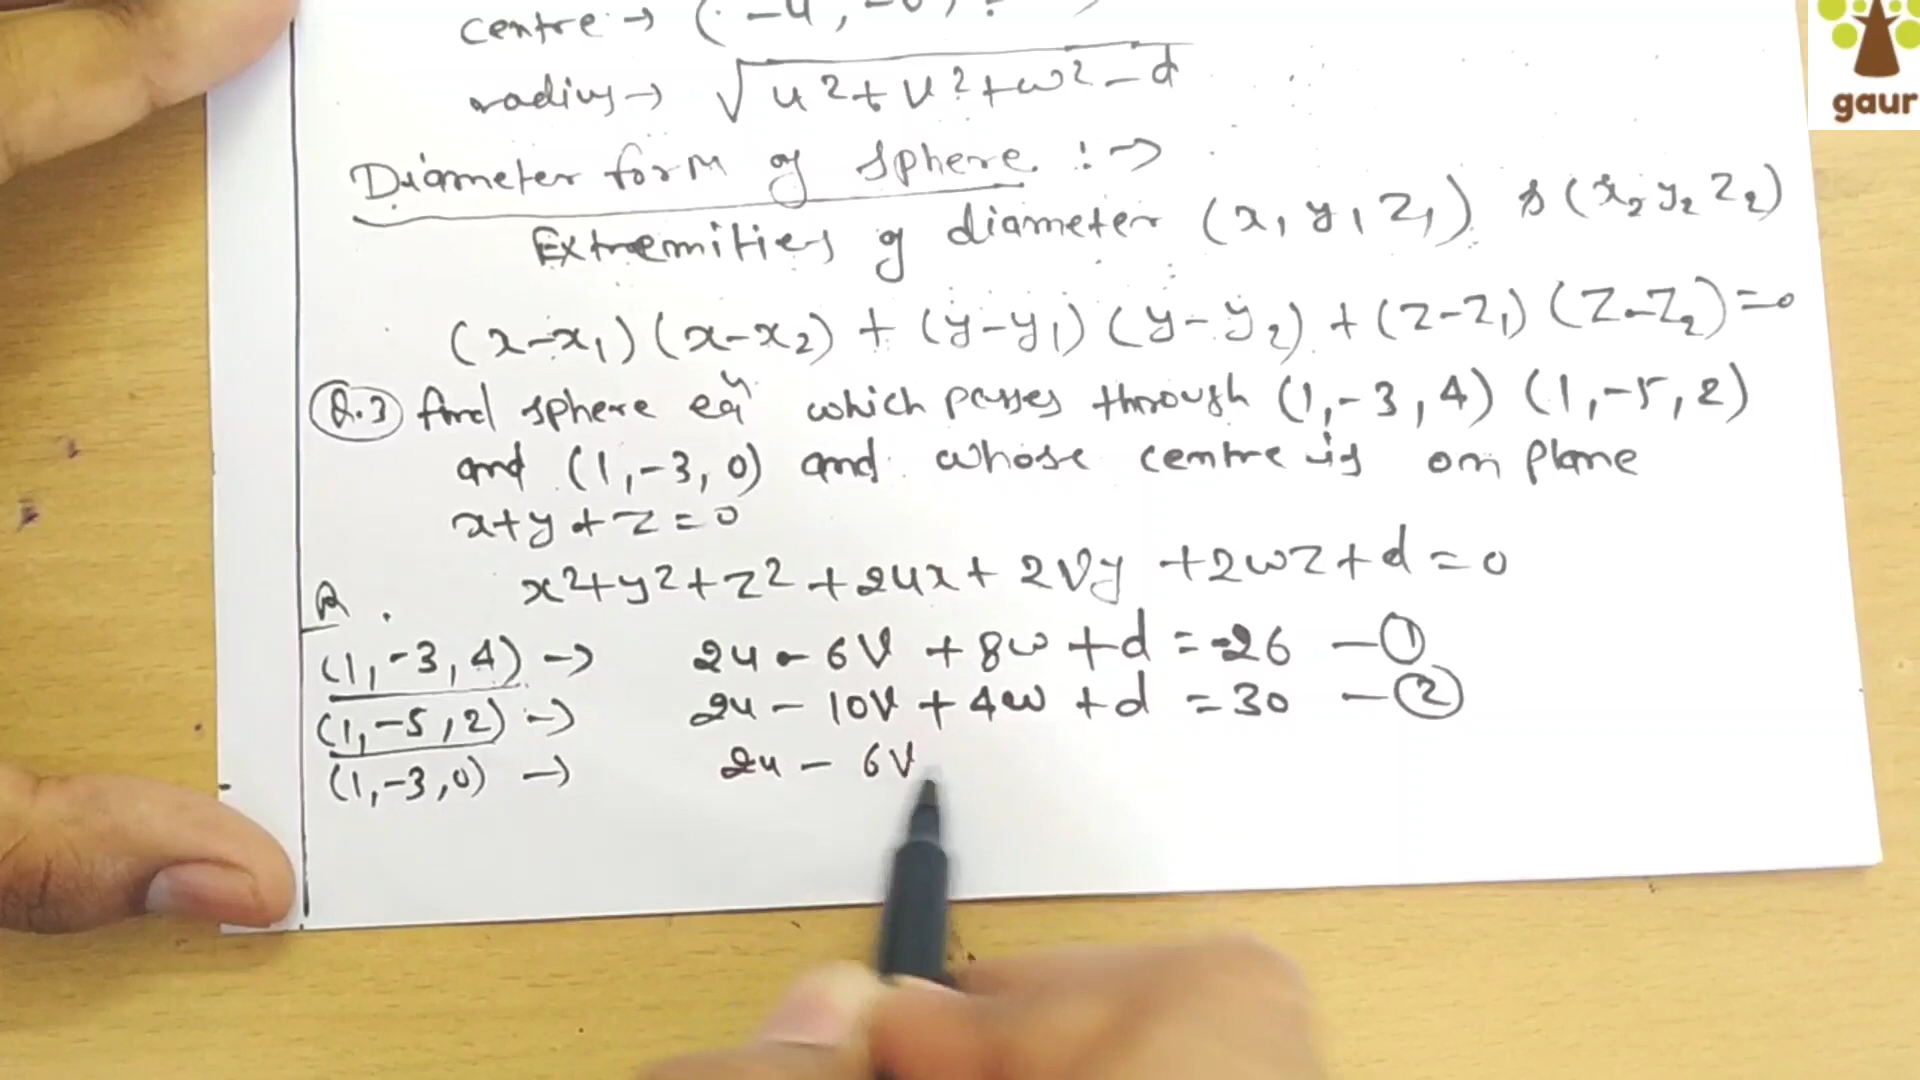 centre → (-u, -v,
radius → √u²+v²+w²-d
Diameter form of sphere :→
Extremities of diameter (x₁ y₁ z₁) & (x₂ y₂ z₂)
(x-x₁)(x-x₂) + (y-y₁)(y-y₂) + (z-z₁)(z-z₂)=0
Q.3 find sphere eqⁿ which passes through (1,-3,4) (1,-5,2)
and (1,-3,0) and whose centre is on plane
x+y+z=0
A. x²+y²+z²+2ux+2vy+2wz+d=0
(1,-3,4) → 2u-6v+8w+d=-26 -①
(1,-5,2) → 2u-10v+4w+d=30 -②
(1,-3,0) → 2u-6v
gaur